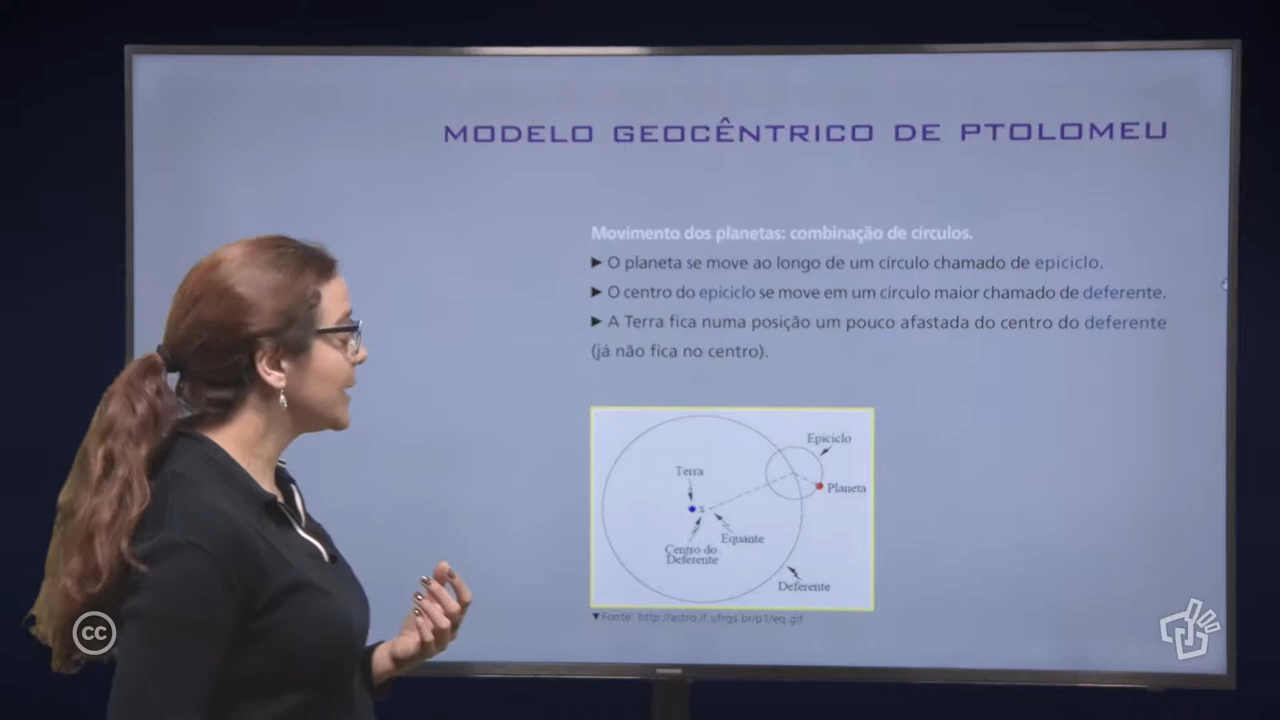 MODELO GEOCÊNTRICO DE PTOLOMEU
Movimento dos planetas: combinação de círculos.
► O planeta se move ao longo de um círculo chamado de epiciclo.
► O centro do epiciclo se move em um círculo maior chamado de deferente.
► A Terra fica numa posição um pouco afastada do centro do deferente
(já não fica no centro).
Epiciclo
Terra
Planeta
x
Equante
Centro do
Deferente
Deferente
▼Fonte: http://astro.if.ufrgs.br/p1/eq.gif
cc
SAMSUNG